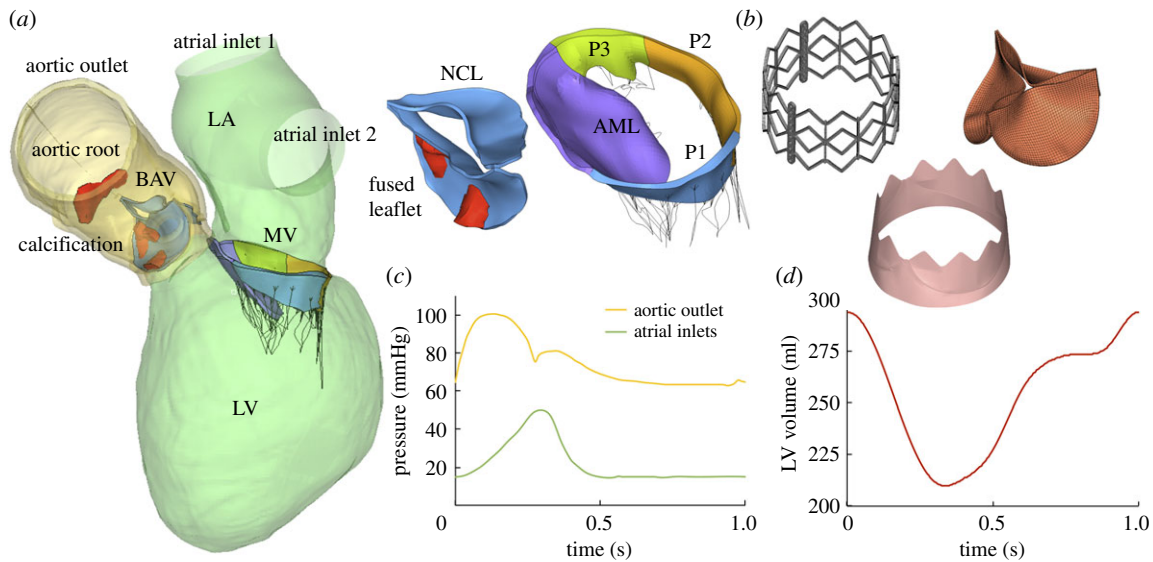 (a)
atrial inlet 1
aortic outlet
LA
atrial inlet 2
aortic root
BAV
calcification
MV
LV
NCL
fused
leaflet
P3
P2
AML
P1
(b)
(c)
100
80
60
40
20
pressure (mmHg)
aortic outlet
atrial inlets
0
0.5
1.0
time (s)
(d)
300
275
250
225
200
LV volume (ml)
0
0.5
1.0
time (s)